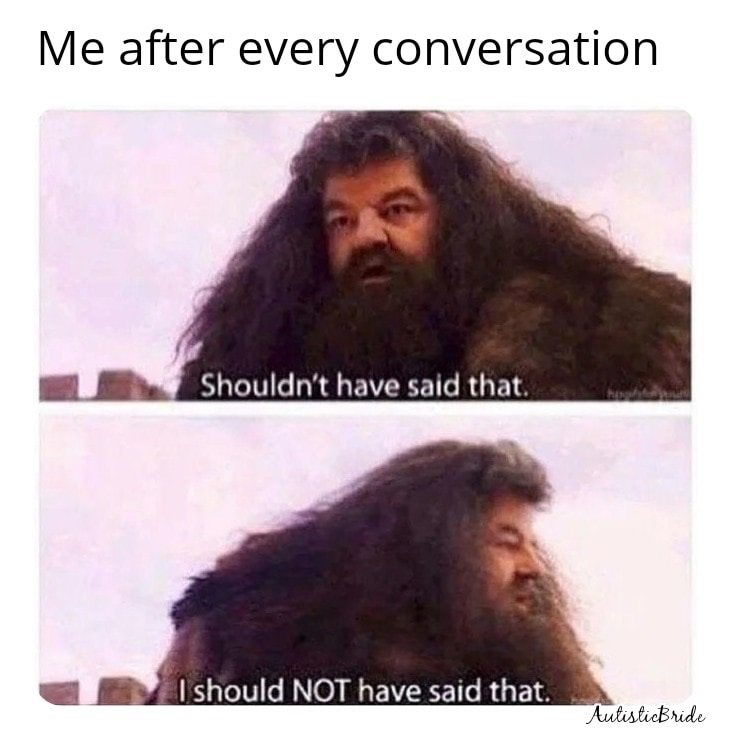 Me after every conversation
Shouldn't have said that.
I should NOT have said that.
AutisticBride